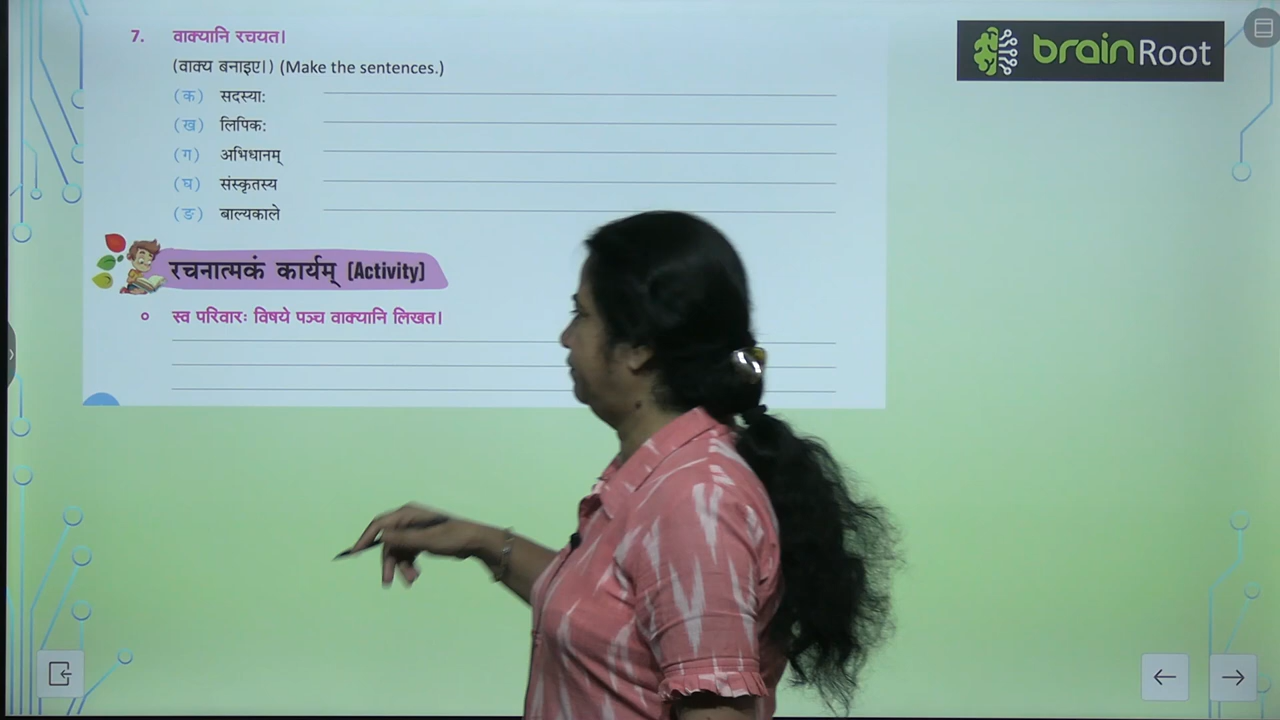 7. वाक्यानि रचयत।
(वाक्य बनाइए।) (Make the sentences.)
(क) सदस्या:
(ख) लिपिक:
(ग) अभिधानम्
(घ) संस्कृतस्य
(ङ) बाल्यकाले
रचनात्मकं कार्यम् (Activity)
स्व परिवारः विषये पञ्च वाक्यानि लिखत।
brainRoot